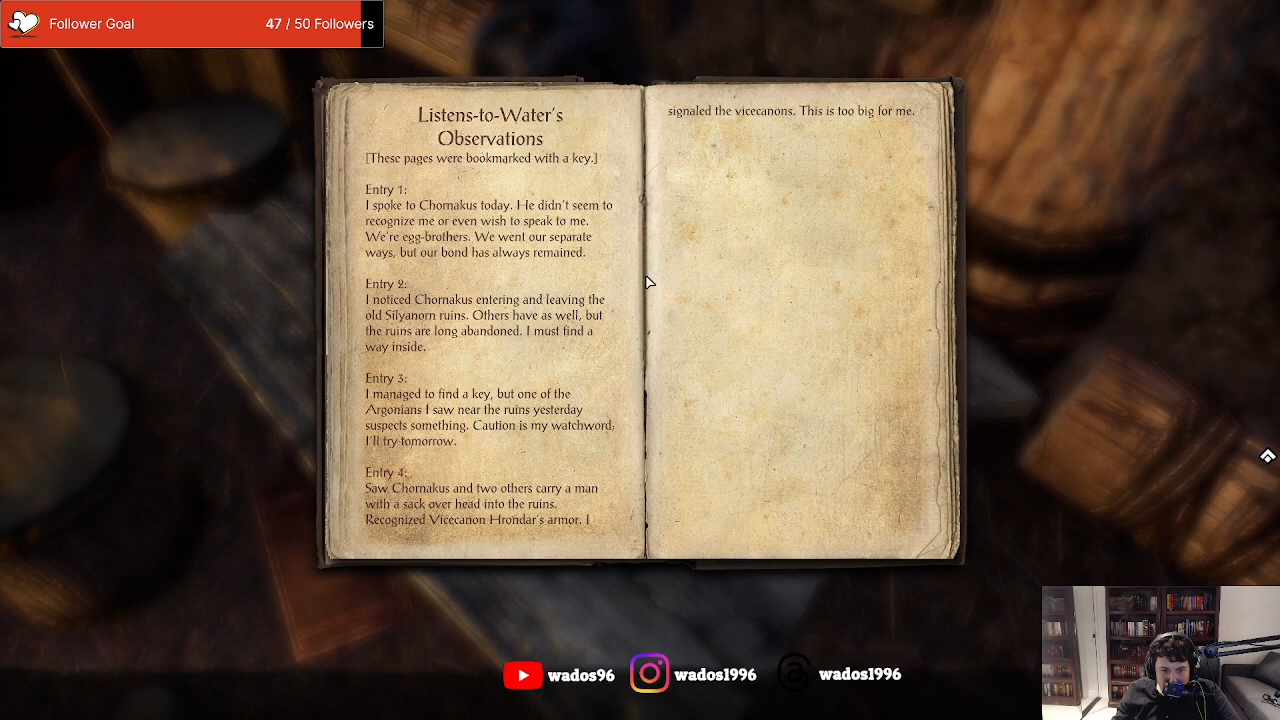 Follower Goal
47 / 50 Followers
Listens-to-Water's
Observations
[These pages were bookmarked with a key.]
Entry 1:
I spoke to Chornakus today. He didn't seem to
recognize me or even wish to speak to me.
We're egg-brothers. We went our separate
ways, but our bond has always remained.
Entry 2:
I noticed Chornakus entering and leaving the
old Silyanorn ruins. Others have as well, but
the ruins are long abandoned. I must find a
way inside.
Entry 3:
I managed to find a key, but one of the
Argonians I saw near the ruins yesterday
suspects something. Caution is my watchword;
I'll try tomorrow.
Entry 4:
Saw Chornakus and two others carry a man
with a sack over head into the ruins.
Recognized Vicecanon Hrondar's armor. I
signaled the vicecanons. This is too big for me.
wados96
wados1996
wados1996